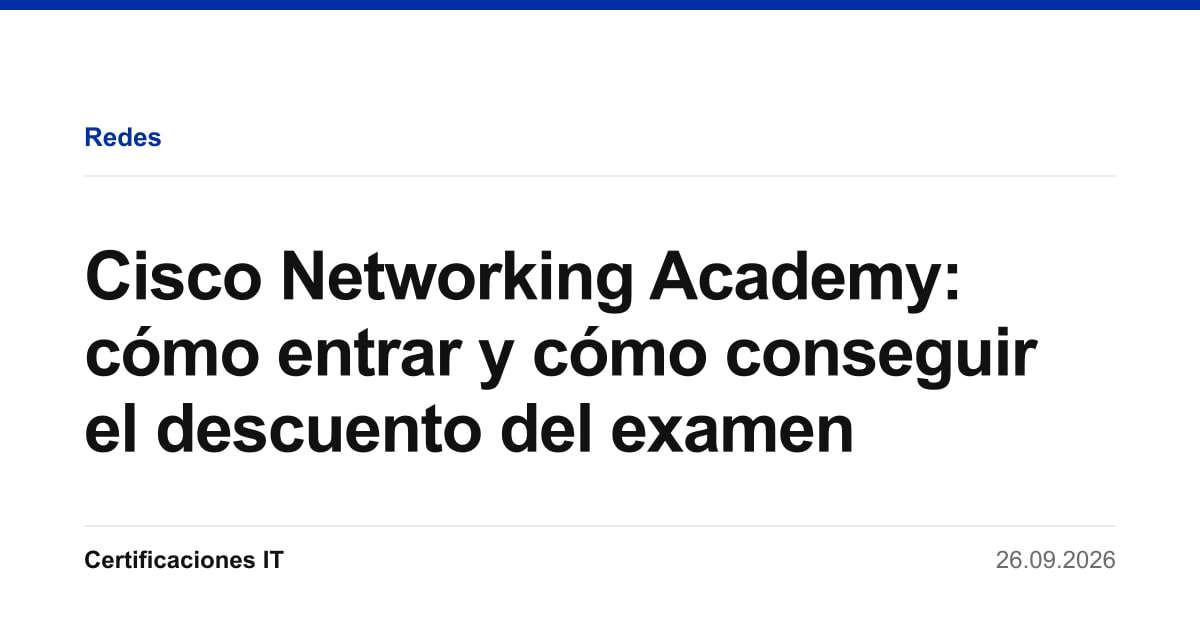 Redes
Cisco Networking Academy:
cómo entrar y cómo conseguir
el descuento del examen
Certificaciones IT
26.09.2026